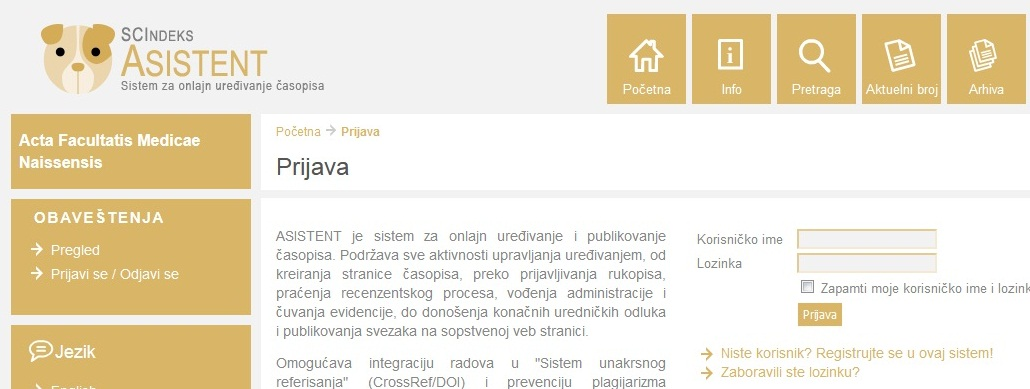 SCINDEKS
ASISTENT
Sistem za onlajn uređivanje časopisa
Početna
Info
Pretraga
Aktuelni broj
Arhiva
Acta Facultatis Medicae
Naissensis
Početna
Prijava
Prijava
OBAVEŠTENJA
Pregled
Prijavi se / Odjavi se
Jezik
English
ASISTENT je sistem za onlajn uređivanje i publikovanje
časopisa. Podržava sve aktivnosti upravljanja uređivanjem, od
kreiranja stranice časopisa, preko prijavljivanja rukopisa,
praćenja recenzentskog procesa, vođenja administracije i
čuvanja evidencije, do donošenja konačnih uredničkih odluka
i publikovanja svezaka na sopstvenoj veb stranici.
Omogućava integraciju radova u "Sistem unakrsnog
referisanja" (CrossRef/DOI) i prevenciju plagijarizma
Korisničko ime
Lozinka
Zapamti moje korisničko ime i lozink
Prijava
Niste korisnik? Registrujte se u ovaj sistem!
Zaboravili ste lozinku?